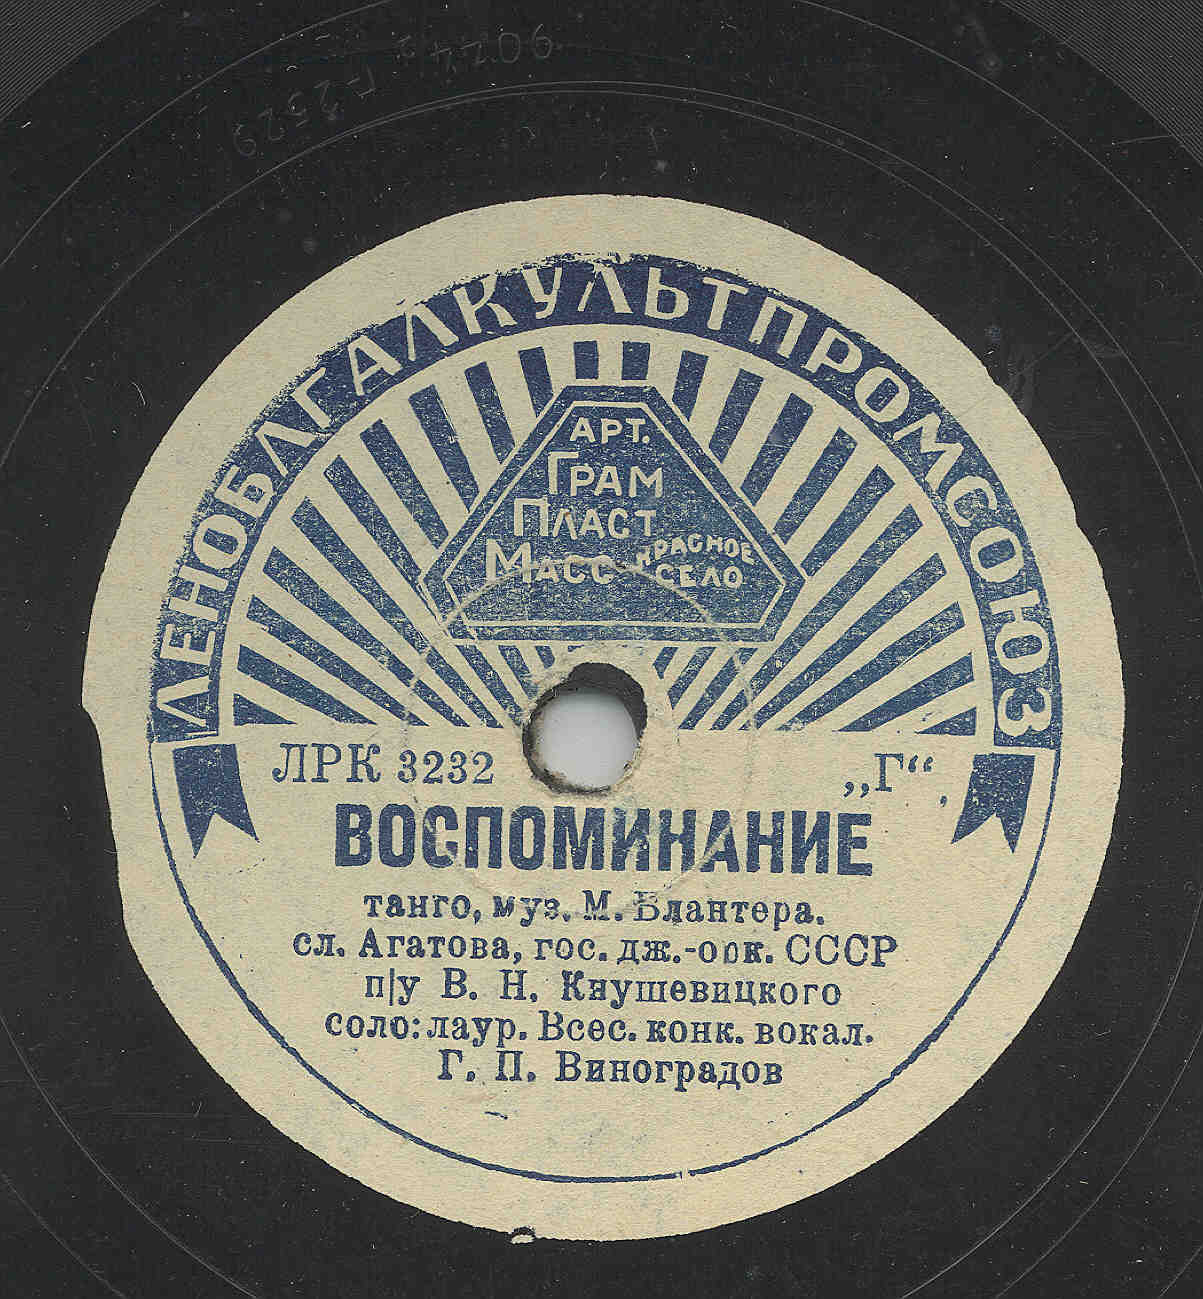 ЛЕНОБЛГАЛКУЛЬТПРОМСОЮЗ
АРТ.
ГРАМ
ПЛАСТ
МАСС
КРАСНОЕ
СЕЛО
ЛРК 3232 „Г“
ВОСПОМИНАНИЕ
танго, муз. М. Блантера.
сл. Агатова, гос. дж.-орк. СССР
п/у В. Н. Кнушевицкого
соло: лаур. Всес. конк. вокал.
Г. П. Виноградов